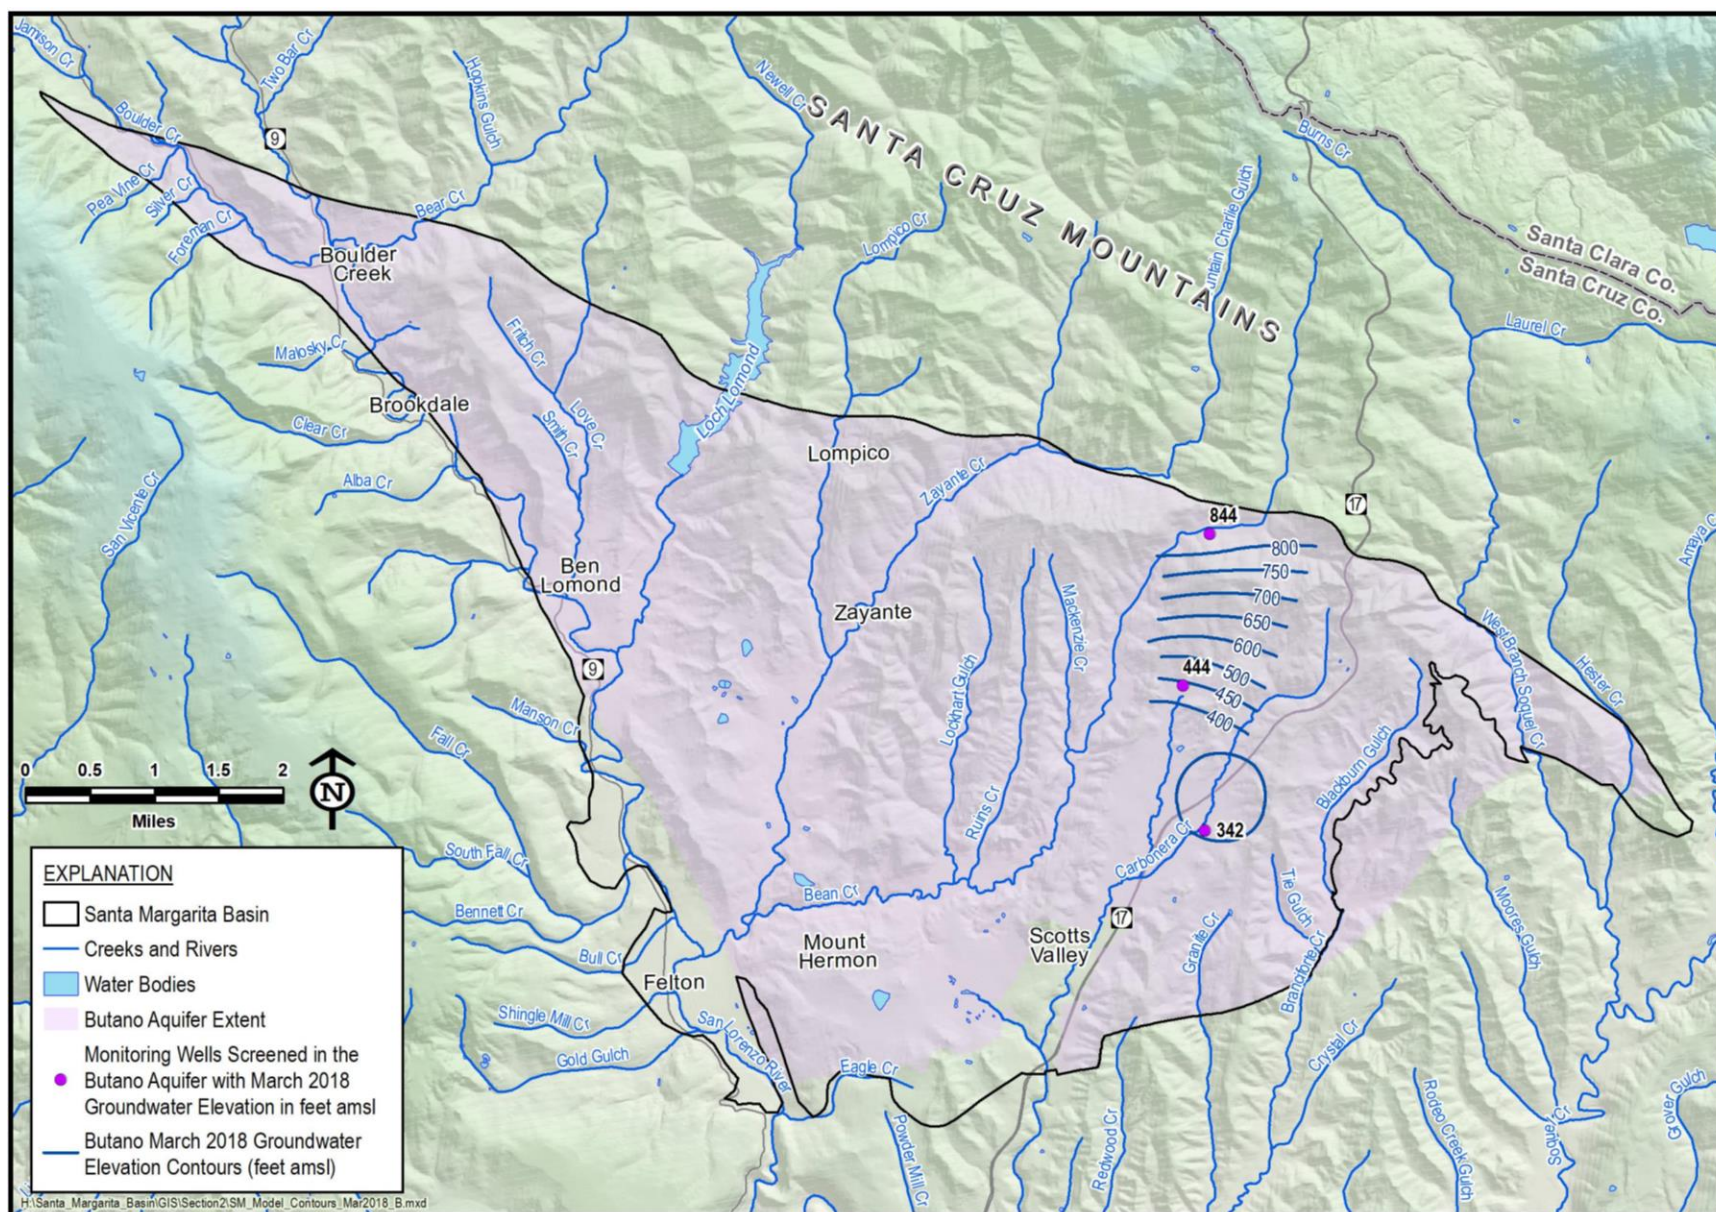 Jamison Cr
Two Bar Cr
Hopkins Gulch
Newell Cr
SANTA CRUZ MOUNTAINS
Burns Cr
Boulder Cr
9
Pea Vine Cr
Silver Cr
Foreman Cr
Bear Cr
Lompico Cr
untain Charlie Gulch
Santa Clara Co.
Santa Cruz Co.
Boulder
Creek
Laurel Cr
Fritch Cr
Malosky Cr
Loch Lomond
Brookdale
Clear Cr
Smith Cr
Love Cr
Lompico
Alba Cr
Zayante Cr
San Vicente Cr
17
844
Amaya C
800
750
700
650
600
500
450
400
444
Ben
Lomond
Mackenzie Cr
Zayante
West Branch Soquel Cr
Hester Cr
9
Lockhart Gulch
Manson Cr
Fall Cr
Blackburn Gulch
0 0.5 1 1.5 2
Miles
N
Ruins Cr
342
Carbonera Cr
South Fall Cr
Bean Cr
Tie Gulch
Moores Gulch
Bennett Cr
17
Granite Cr
Mount
Hermon
Scotts
Valley
Branciforte Cr
Bull Cr
Felton
Shingle Mill Cr
San Lorenzo River
Gold Gulch
Eagle Cr
Crystal Cr
Powder Mill Cr
Redwood Cr
Rodeo Creek Gulch
Soquel Cr
Grover Gulch
EXPLANATION
Santa Margarita Basin
Creeks and Rivers
Water Bodies
Butano Aquifer Extent
Monitoring Wells Screened in the
Butano Aquifer with March 2018
Groundwater Elevation in feet amsl
Butano March 2018 Groundwater
Elevation Contours (feet amsl)
H:\Santa_Margarita_Basin\GIS\Section2\SM_Model_Contours_Mar2018_B.mxd